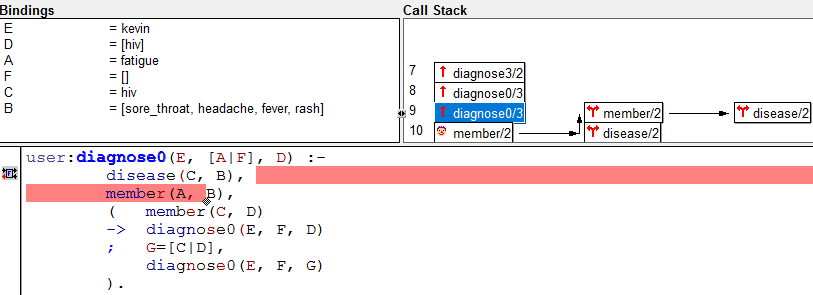 Bindings
E = kevin
D = [hiv]
A = fatigue
F = []
C = hiv
B = [sore_throat, headache, fever, rash]
Call Stack
7 diagnose3/2
8 diagnose0/3
9 diagnose0/3 member/2 disease/2
10 member/2 disease/2
user:diagnose0(E, [A|F], D) :-
disease(C, B),
member(A, B),
( member(C, D)
-> diagnose0(E, F, D)
; G=[C|D],
diagnose0(E, F, G)
).